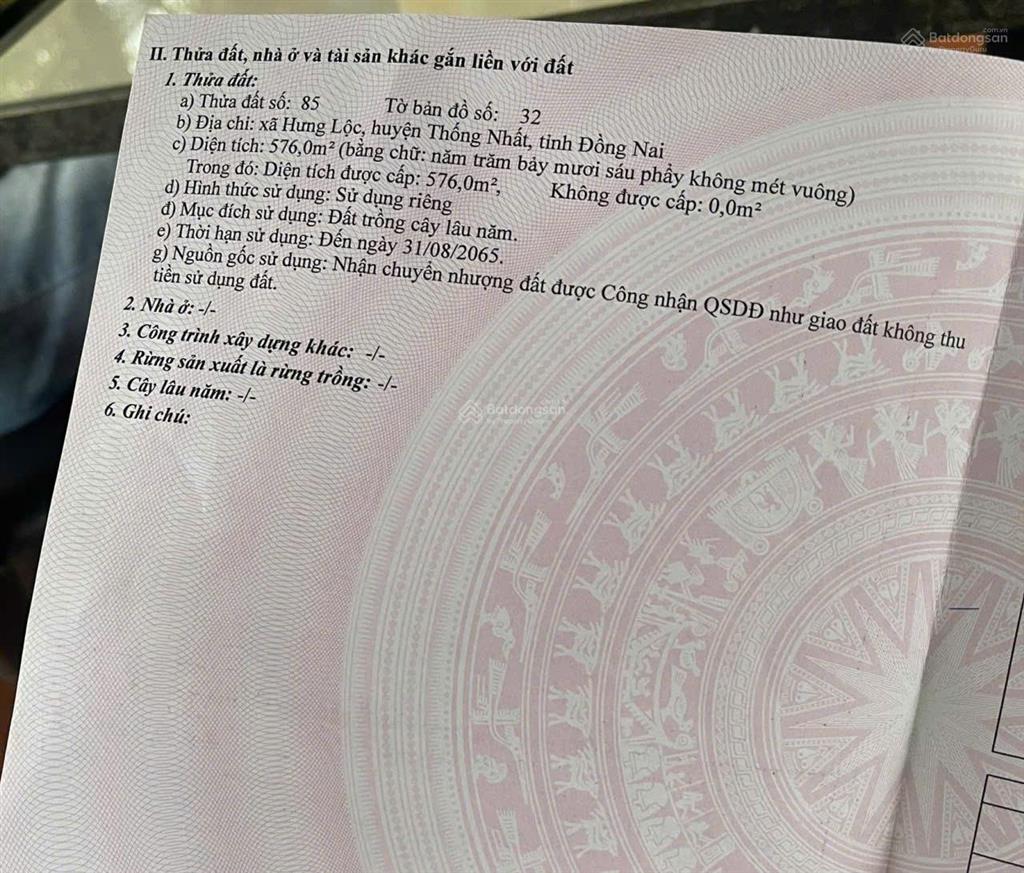 Batdongsan
.com.vn
II. Thửa đất, nhà ở và tài sản khác gắn liền với đất
1. Thửa đất:
a) Thửa đất số: 85 Tờ bản đồ số: 32
b) Địa chỉ: xã Hưng Lộc, huyện Thống Nhất, tỉnh Đồng Nai
c) Diện tích: 576,0m² (bằng chữ: năm trăm bảy mươi sáu phẩy không mét vuông)
Trong đó: Diện tích được cấp: 576,0m², Không được cấp: 0,0m²
d) Hình thức sử dụng: Sử dụng riêng
đ) Mục đích sử dụng: Đất trồng cây lâu năm.
e) Thời hạn sử dụng: Đến ngày 31/08/2065.
g) Nguồn gốc sử dụng: Nhận chuyển nhượng đất được Công nhận QSDĐ như giao đất không thu
tiền sử dụng đất.
2. Nhà ở: -/-
3. Công trình xây dựng khác: -/-
4. Rừng sản xuất là rừng trồng: -/-
5. Cây lâu năm: -/-
6. Ghi chú:
Batdongsan